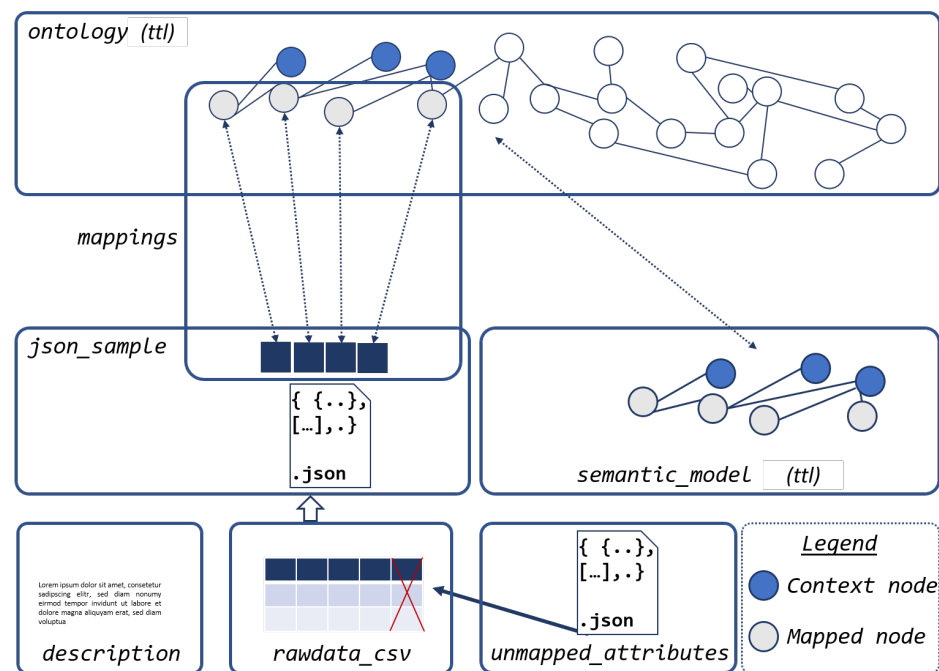 ontology (ttl)
mappings
json_sample
{ {..},
[...],.}
.json
semantic_model (ttl)
Lorem ipsum dolor sit amet, consetetur
sadipscing elitr, sed diam nonumy
eirmod tempor invidunt ut labore et
dolore magna aliquyam erat, sed diam
voluptua
description
rawdata_csv
{ {..},
[...],.}
.json
unmapped_attributes
Legend
Context node
Mapped node